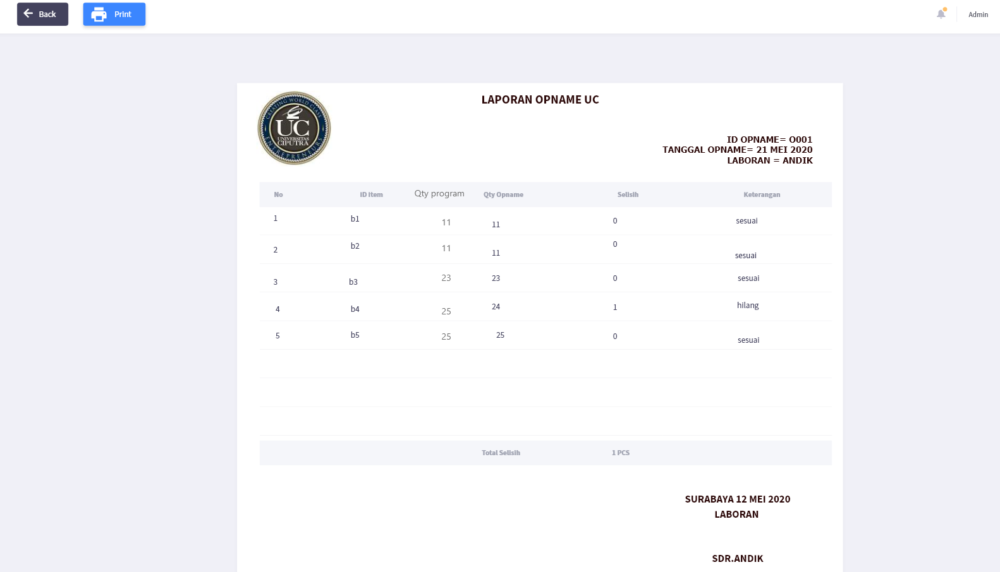 Back
Print
Admin
CREATING WORLD CLASS
UC
UNIVERSITAS
CIPUTRA
ENTREPRENEURS
LAPORAN OPNAME UC
ID OPNAME= O001
TANGGAL OPNAME= 21 MEI 2020
LABORAN = ANDIK
No ID Item Qty program Qty Opname Selisih Keterangan
1 b1 11 11 0 sesuai
2 b2 11 11 0 sesuai
3 b3 23 23 0 sesuai
4 b4 25 24 1 hilang
5 b5 25 25 0 sesuai
Total Selisih 1 PCS
SURABAYA 12 MEI 2020
LABORAN
SDR.ANDIK